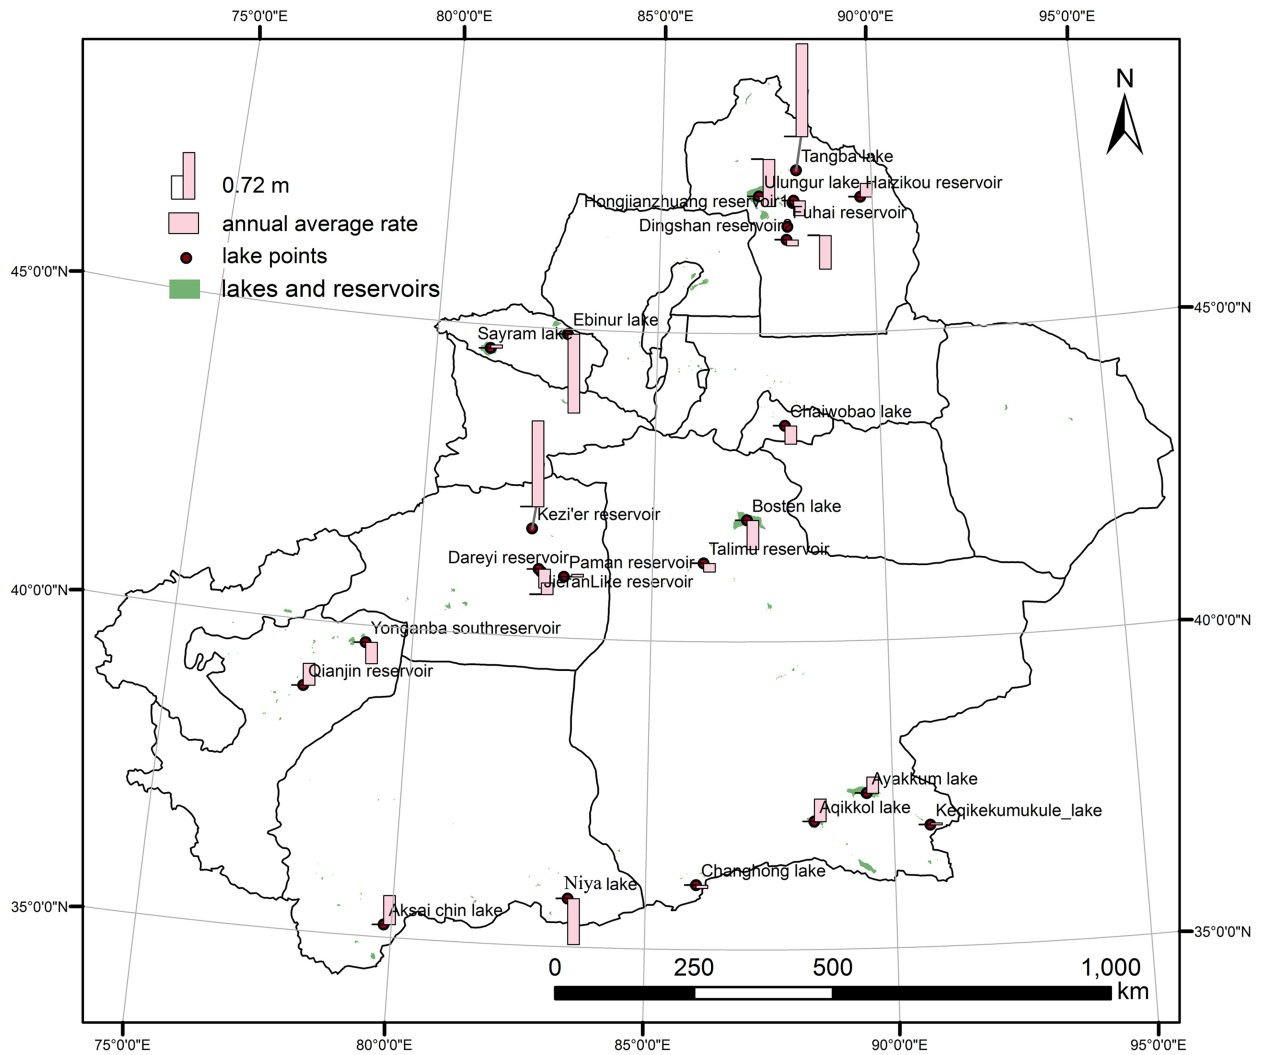 75°0'0"E 80°0'0"E 85°0'0"E 90°0'0"E 95°0'0"E
N
Tangba lake
0.72 m
Ulungur lake Haizikou reservoir
Hongjianzhuang reservoir
Fuhai reservoir
annual average rate
Dingshan reservoir
lake points
45°0'0"N
lakes and reservoirs
45°0'0"N
Ebinur lake
Sayram lake
Chaiwobao lake
Bosten lake
Kezi'er reservoir
Talimu reservoir
Dareyi reservoir
Paman reservoir
JieranLike reservoir
40°0'0"N
40°0'0"N
Yonganba southreservoir
Qianjin reservoir
Ayakkum lake
Aqikkol lake
Keqikekumukule_lake
Changhong lake
Niya lake
35°0'0"N
Aksai chin lake
35°0'0"N
0 250 500 1,000
km
75°0'0"E 80°0'0"E 85°0'0"E 90°0'0"E 95°0'0"E